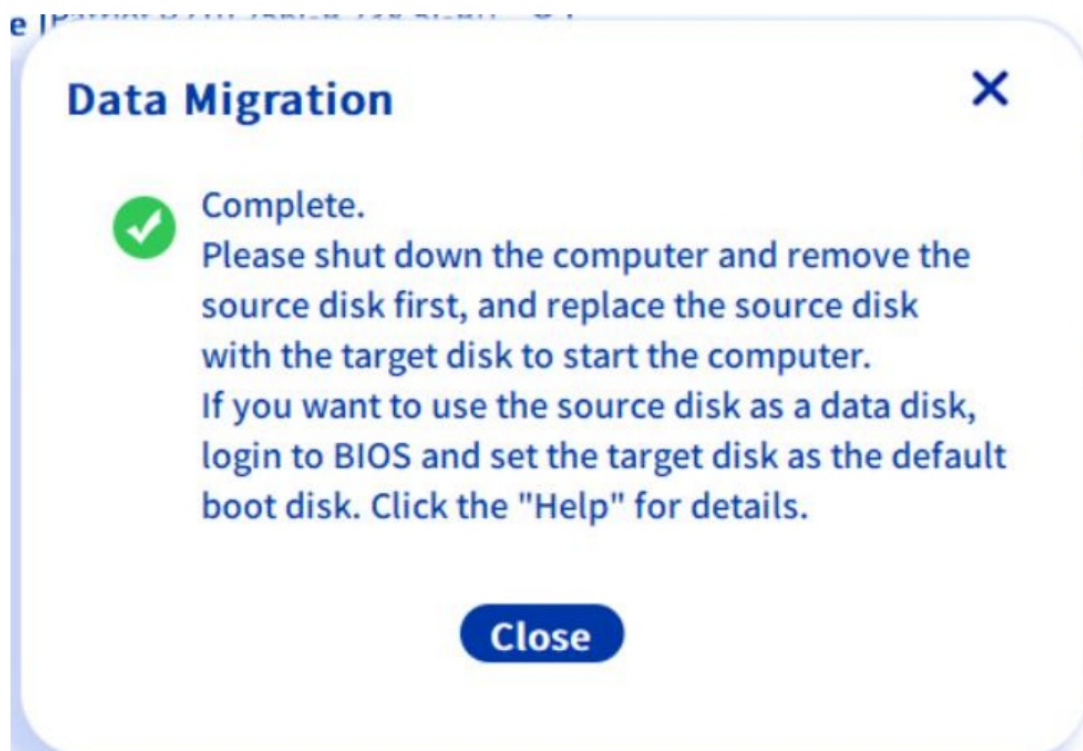 Data Migration
Complete.
Please shut down the computer and remove the
source disk first, and replace the source disk
with the target disk to start the computer.
If you want to use the source disk as a data disk,
login to BIOS and set the target disk as the default
boot disk. Click the "Help" for details.
Close